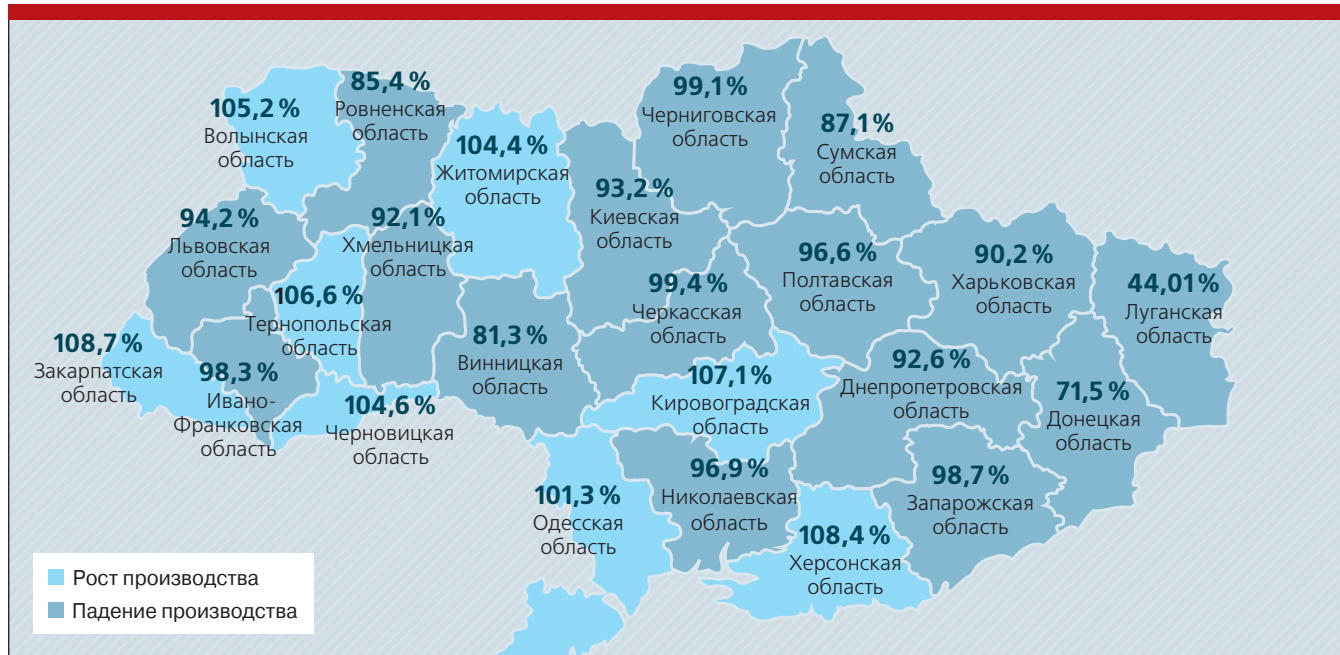 85,4 %
Ровненская
область
105,2 %
Волынская
область
104,4 %
Житомирская
область
99,1 %
Черниговская
область
87,1 %
Сумская
область
93,2 %
Киевская
область
94,2 %
Львовская
область
92,1 %
Хмельницкая
область
96,6 %
Полтавская
область
90,2 %
Харьковская
область
44,01%
Луганская
область
106,6 %
Тернопольская
область
99,4 %
Черкасская
область
108,7 %
Закарпатская
область
98,3 %
Ивано-
Франковская
область
81,3 %
Винницкая
область
104,6 %
Черновицкая
область
107,1 %
Кировоградская
область
92,6 %
Днепропетровская
область
71,5 %
Донецкая
область
101,3 %
Одесская
область
96,9 %
Николаевская
область
98,7 %
Запарожская
область
108,4 %
Херсонская
область
Рост производства
Падение производства